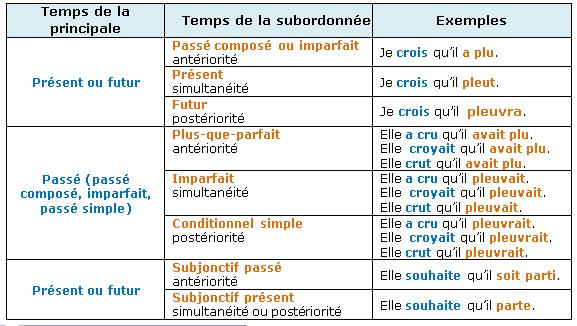 Temps de la principale Temps de la subordonnée Exemples
Présent ou futur
Passé composé ou imparfait
antériorité
Je crois qu'il a plu.
Présent
simultanéité
Je crois qu'il pleut.
Futur
postériorité
Je crois qu'il pleuvra.
Passé (passé
composé, imparfait,
passé simple)
Plus-que-parfait
antériorité
Elle a cru qu'il avait plu.
Elle croyait qu'il avait plu.
Elle crut qu'il avait plu.
Imparfait
simultanéité
Elle a cru qu'il pleuvait.
Elle croyait qu'il pleuvait.
Elle crut qu'il pleuvait.
Conditionnel simple
postériorité
Elle a cru qu'il pleuvrait.
Elle croyait qu'il pleuvrait.
Elle crut qu'il pleuvrait.
Présent ou futur
Subjonctif passé
antériorité
Elle souhaite qu'il soit parti.
Subjonctif présent
simultanéité ou postériorité
Elle souhaite qu'il parte.